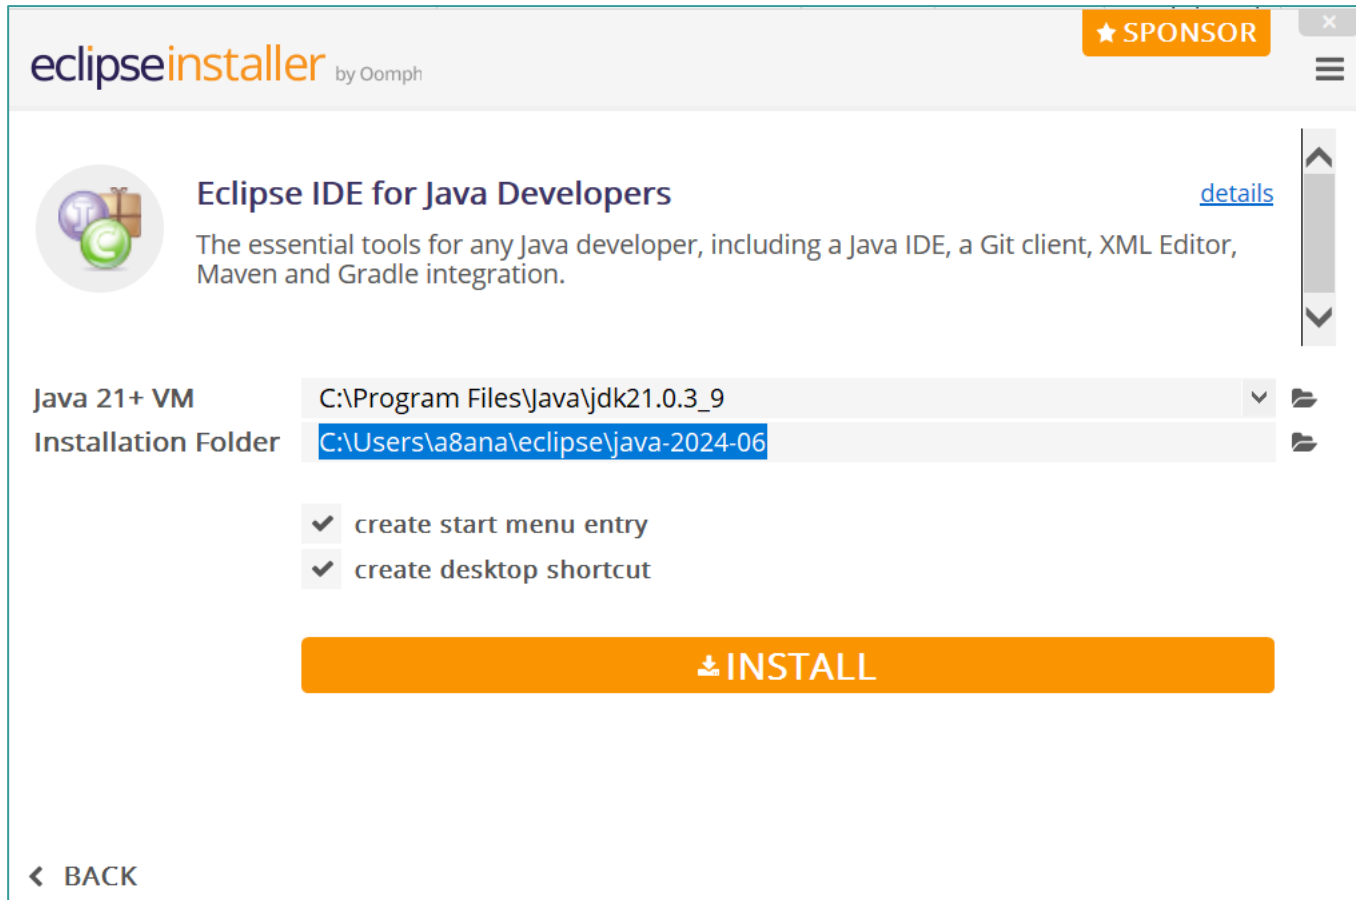 ★ SPONSOR
eclipseinstaller by Oomph
Eclipse IDE for Java Developers
details
The essential tools for any Java developer, including a Java IDE, a Git client, XML Editor,
Maven and Gradle integration.
Java 21+ VM
C:\Program Files\Java\jdk21.0.3_9
Installation Folder
C:\Users\a8ana\eclipse\java-2024-06
create start menu entry
create desktop shortcut
INSTALL
BACK